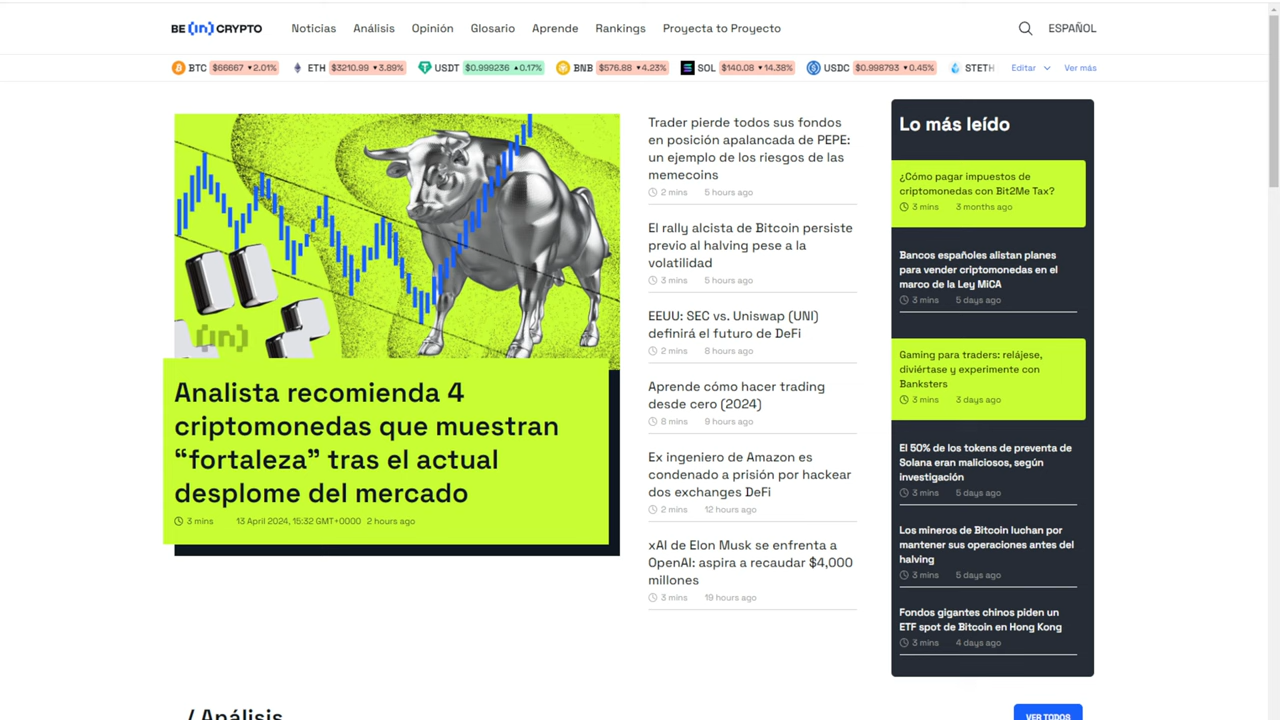 BE [in] CRYPTO
Noticias
Análisis
Opinión
Glosario
Aprende
Rankings
Proyecta to Proyecto
ESPAÑOL
BTC $66667 ▼2.01%
ETH $3210.99 ▼3.89%
USDT $0.999236 ▲0.17%
BNB $576.88 ▼4.23%
SOL $140.08 ▼14.38%
USDC $0.998793 ▼0.45%
STETH
Editar
Ver más
[in]
Analista recomienda 4
criptomonedas que muestran
“fortaleza” tras el actual
desplome del mercado
3 mins 13 April 2024, 15:32 GMT+0000 2 hours ago
Trader pierde todos sus fondos
en posición apalancada de PEPE:
un ejemplo de los riesgos de las
memecoins
2 mins 5 hours ago
El rally alcista de Bitcoin persiste
previo al halving pese a la
volatilidad
3 mins 5 hours ago
EEUU: SEC vs. Uniswap (UNI)
definirá el futuro de DeFi
2 mins 8 hours ago
Aprende cómo hacer trading
desde cero (2024)
8 mins 9 hours ago
Ex ingeniero de Amazon es
condenado a prisión por hackear
dos exchanges DeFi
2 mins 12 hours ago
xAI de Elon Musk se enfrenta a
OpenAI: aspira a recaudar $4,000
millones
3 mins 19 hours ago
Lo más leído
¿Cómo pagar impuestos de
criptomonedas con Bit2Me Tax?
3 mins 3 months ago
Bancos españoles alistan planes
para vender criptomonedas en el
marco de la Ley MiCA
3 mins 5 days ago
Gaming para traders: relájese,
diviértase y experimente con
Banksters
3 mins 3 days ago
El 50% de los tokens de preventa de
Solana eran maliciosos, según
investigación
3 mins 5 days ago
Los mineros de Bitcoin luchan por
mantener sus operaciones antes del
halving
3 mins 5 days ago
Fondos gigantes chinos piden un
ETF spot de Bitcoin en Hong Kong
3 mins 4 days ago
/ Análisis
VER TODOS